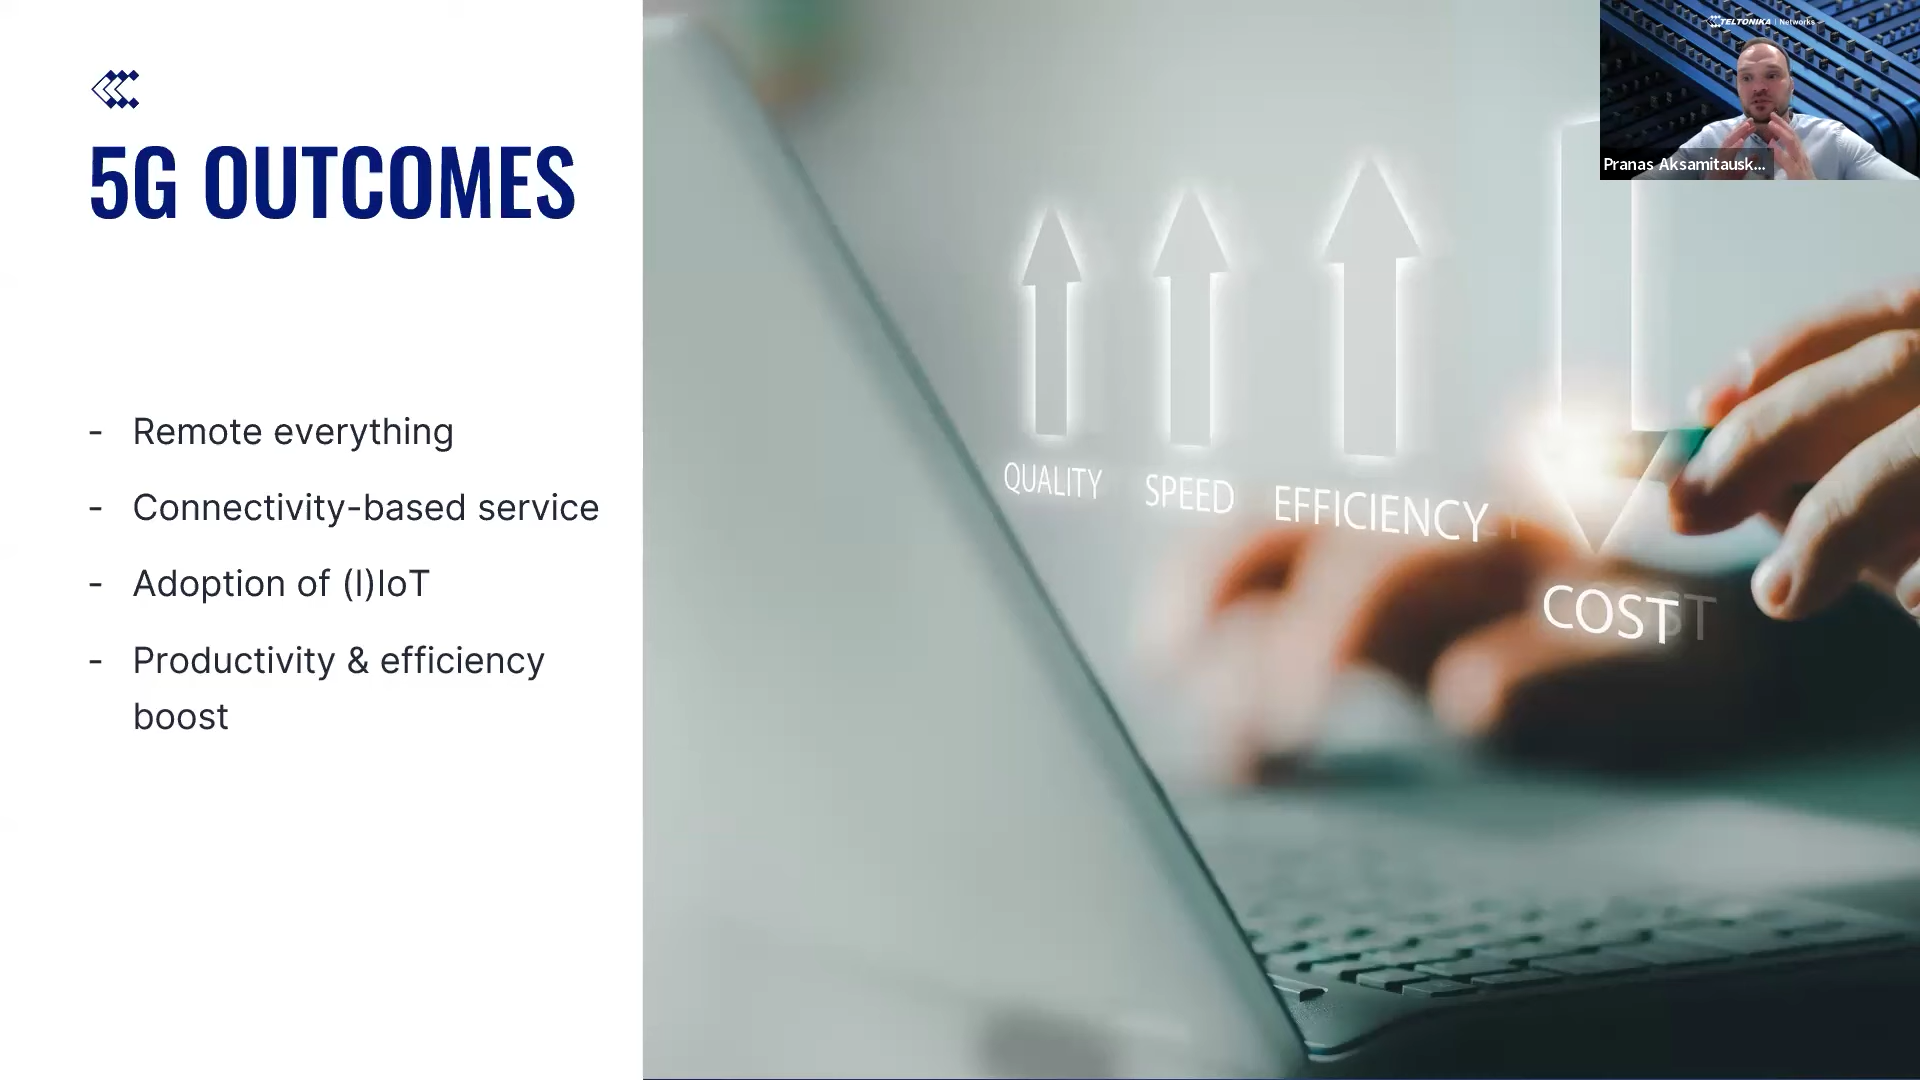 TELTONIKA | Networks
Pranas Aksamitausk...
5G OUTCOMES
- Remote everything
- Connectivity-based service
- Adoption of (I)IoT
- Productivity & efficiency
boost
QUALITY
SPEED
EFFICIENCY
COST